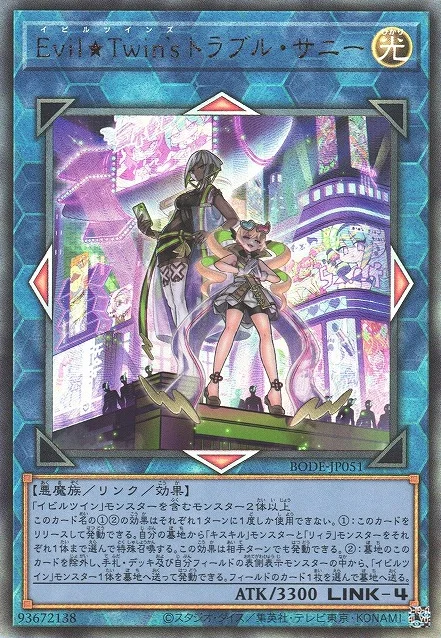 イビルツインズ
Evil★Twin'sトラブル・サニー
光
BODE-JP051
【悪魔族／リンク／効果】
「イビルツイン」モンスターを含むモンスター2体以上
このカード名の①②の効果はそれぞれ1ターンに1度しか使用できない。①：このカードを
リリースして発動できる。自分の墓地から「キスキル」モンスターと「リィラ」モンスターをそ
れぞれ1体まで選んで特殊召喚する。この効果は相手ターンでも発動できる。②：墓地のこの
カードを除外し、手札・デッキ及び自分フィールドの表側表示モンスターの中から、「イビル
ツイン」モンスター1体を墓地へ送って発動できる。フィールドのカード1枚を選んで墓地へ送る。
ATK/3300 LINK-4
93672138
©スタジオ・ダイス／集英社・テレビ東京・KONAMI